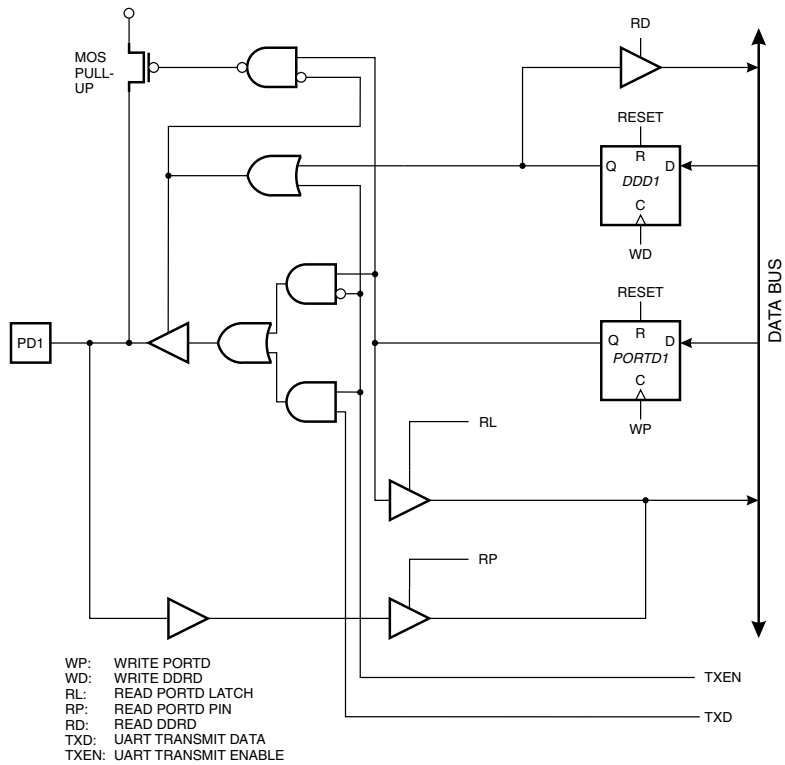 RD
MOS
PULL-
UP
RESET
R
Q
D
DDD1
C
WD
DATA BUS
RESET
R
PD1
Q
D
PORTD1
C
WP
RL
RP
WP: WRITE PORTD
WD: WRITE DDRD
RL: READ PORTD LATCH
RP: READ PORTD PIN
RD: READ DDRD
TXD: UART TRANSMIT DATA
TXEN: UART TRANSMIT ENABLE
TXEN
TXD